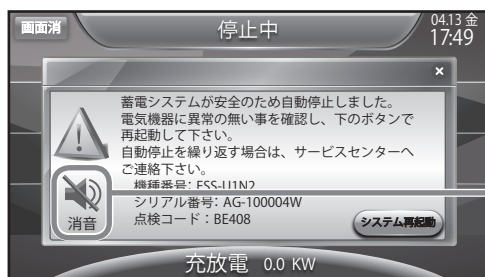 画面消
停止中
04.13 金
17:49
×
蓄電システムが安全のため自動停止しました。
電気機器に異常の無い事を確認し、下のボタンで
再起動して下さい。
自動停止を繰り返す場合は、サービスセンターへ
ご連絡下さい。
機種番号：ESS-U1N2
シリアル番号：AG-100004W
点検コード：BE408
消音
システム再起動
充放電 0.0 KW